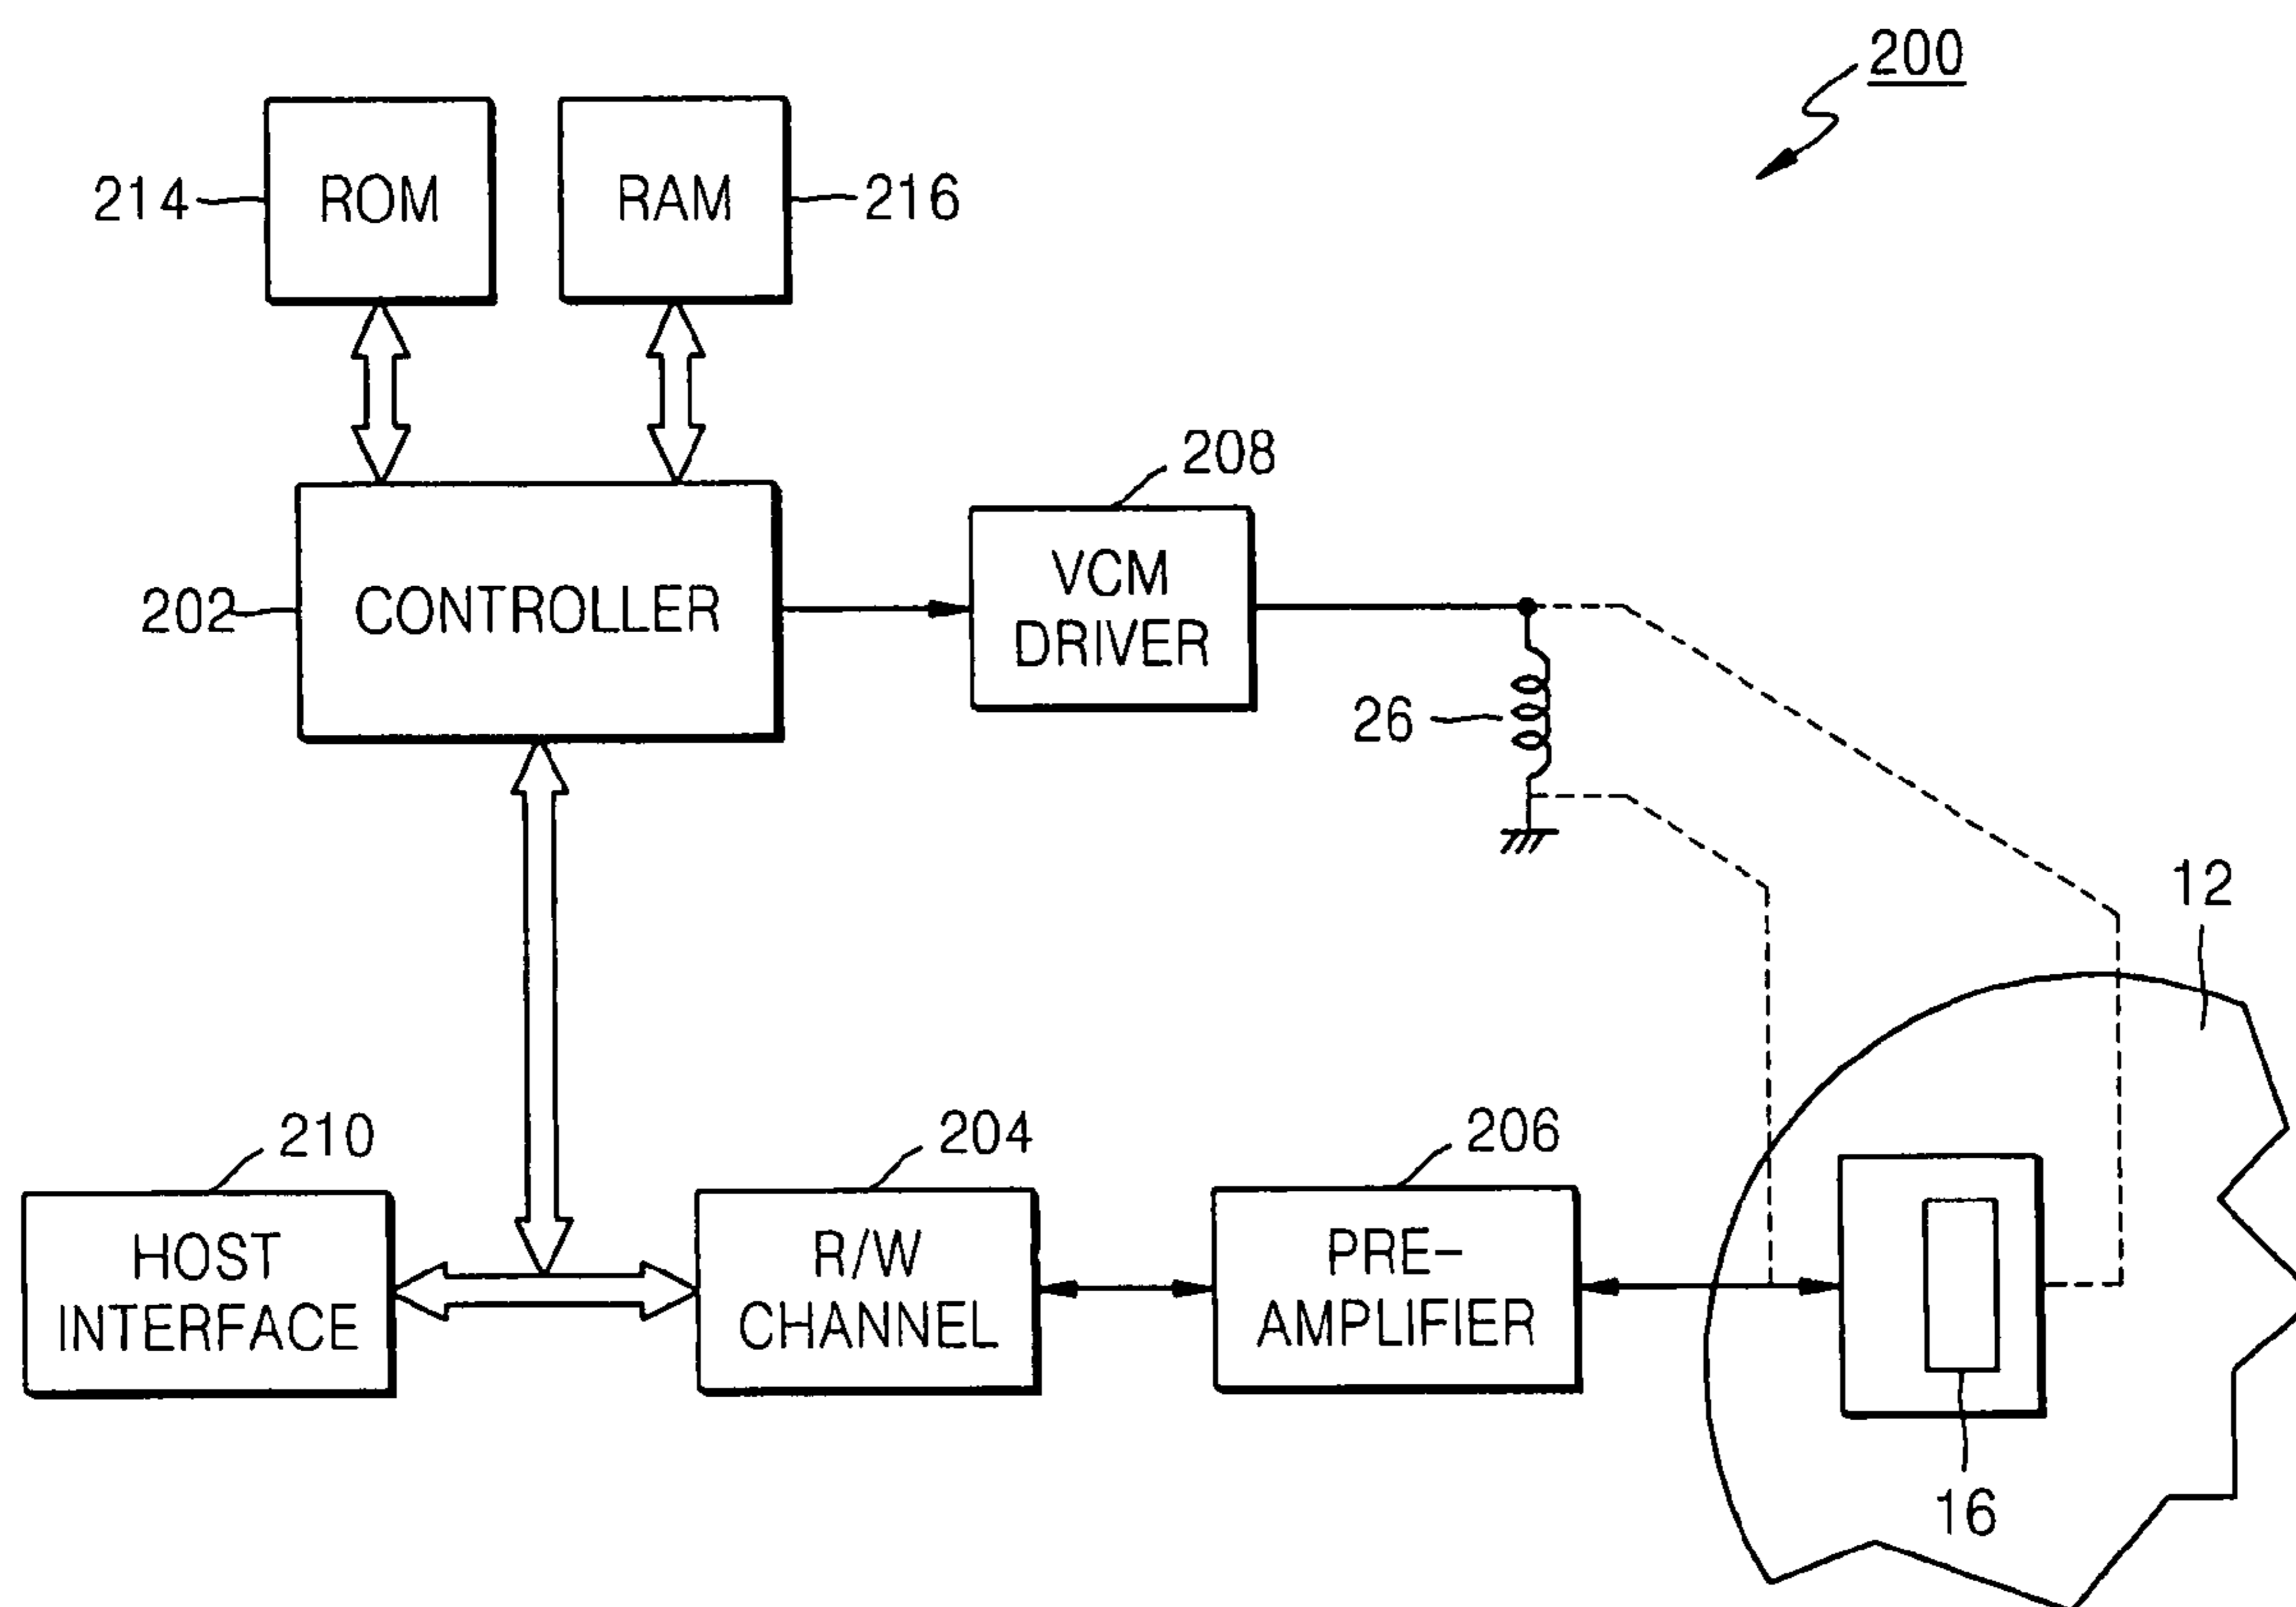 200
214
ROM
RAM
216
208
202
CONTROLLER
VCM
DRIVER
26
12
210
204
206
HOST
INTERFACE
R/W
CHANNEL
PRE-
AMPLIFIER
16